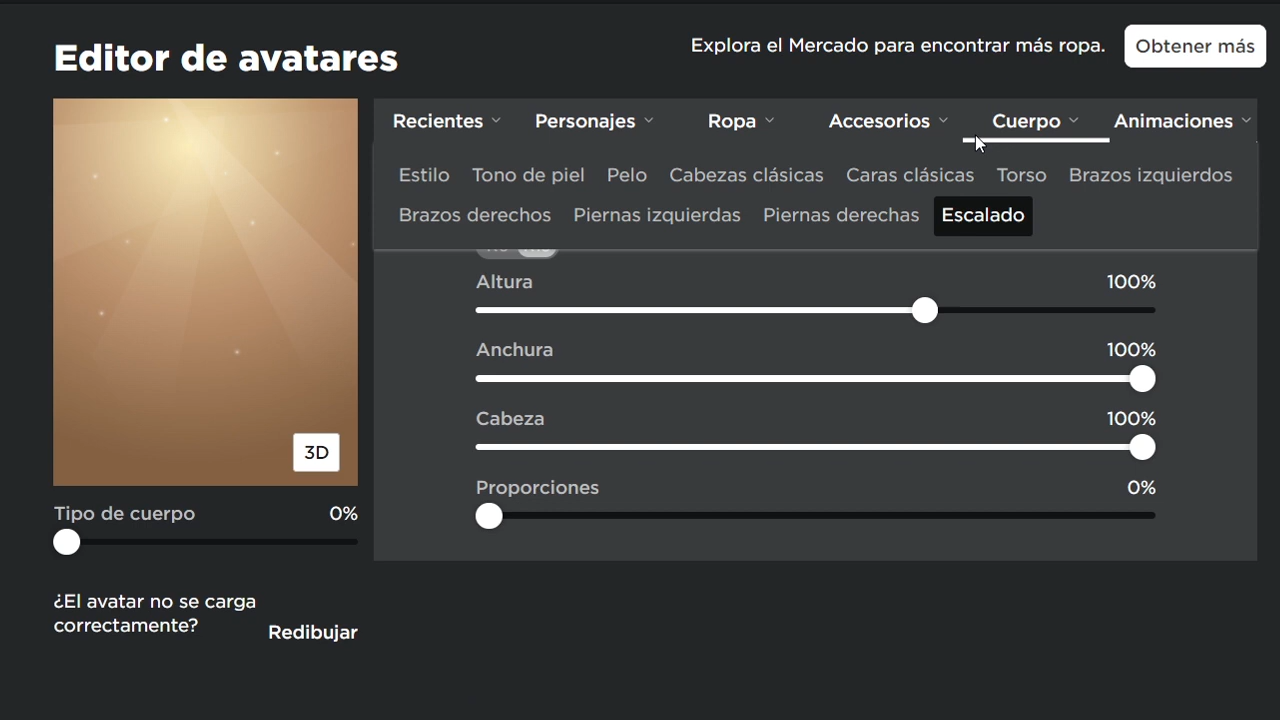 Editor de avatares
Explora el Mercado para encontrar más ropa.
Obtener más
Recientes
Personajes
Ropa
Accesorios
Cuerpo
Animaciones
Estilo
Tono de piel
Pelo
Cabezas clásicas
Caras clásicas
Torso
Brazos izquierdos
Brazos derechos
Piernas izquierdas
Piernas derechas
Escalado
Altura
100%
Anchura
100%
Cabeza
100%
Proporciones
0%
3D
Tipo de cuerpo
0%
¿El avatar no se carga
correctamente?
Redibujar